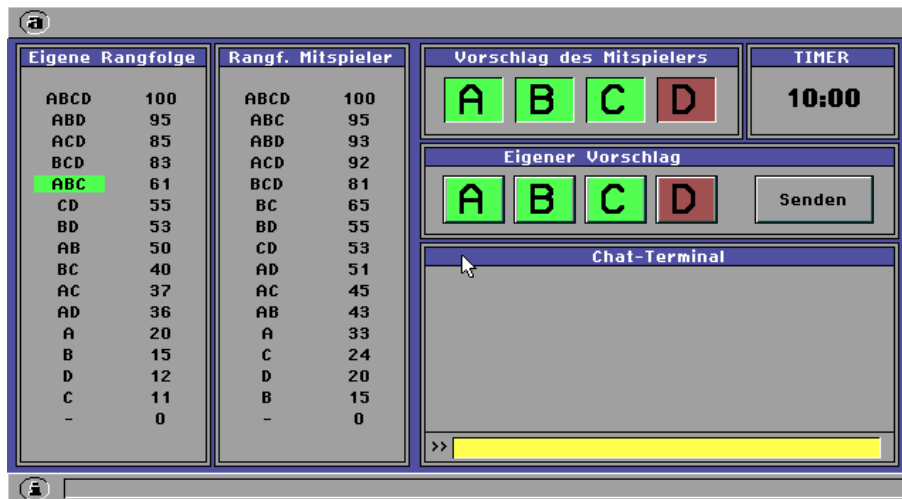 a
Eigene Rangfolge
ABCD 100
ABD 95
ACD 85
BCD 83
ABC 61
CD 55
BD 53
AB 50
BC 40
AC 37
AD 36
A 20
B 15
D 12
C 11
- 0
Rangf. Mitspieler
ABCD 100
ABC 95
ABD 93
ACD 92
BCD 81
BC 65
BD 55
CD 53
AD 51
AC 45
AB 43
A 33
C 24
D 20
B 15
- 0
Vorschlag des Mitspielers
A B C D
TIMER
10:00
Eigener Vorschlag
A B C D
Senden
Chat-Terminal
>>
i